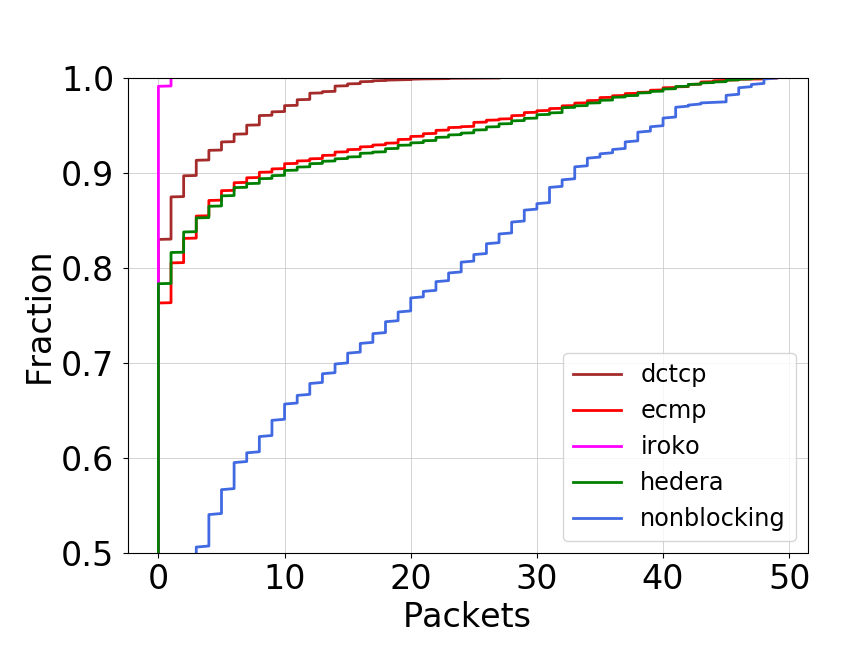 1.0
0.9
0.8
0.7
0.6
0.5
Fraction
dctcp
ecmp
iroko
hedera
nonblocking
0 10 20 30 40 50
Packets